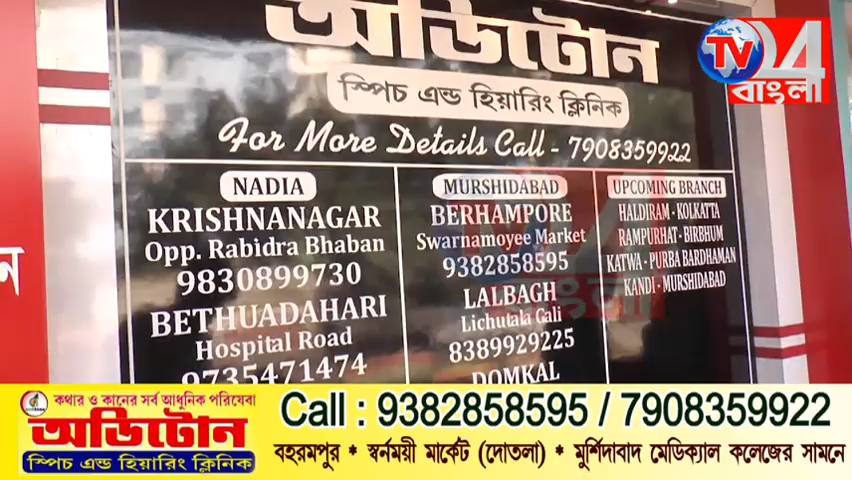 অডিটোন
স্পিচ এন্ড হিয়ারিং ক্লিনিক
For More Details Call - 7908359922
NADIA
KRISHNANAGAR
Opp. Rabidra Bhaban
9830899730
BETHUADAHARI
Hospital Road
9735471474
MURSHIDABAD
BERHAMPORE
Swarnamoyee Market
9382858595
LALBAGH
Lichutala Gali
8389929225
DOMKAL
UPCOMING BRANCH
HALDIRAM - KOLKATTA
RAMPURHAT - BIRBHUM
KATWA - PURBA BARDHAMAN
KANDI - MURSHIDABAD
TV 24
বাংলা
ন
কথার ও কানের সর্ব আধুনিক পরিষেবা
অডিটোন
স্পিচ এন্ড হিয়ারিং ক্লিনিক
Call : 9382858595 / 7908359922
বহরমপুর * স্বর্নময়ী মার্কেট (দোতলা) * মুর্শিদাবাদ মেডিক্যাল কলেজের সামনে